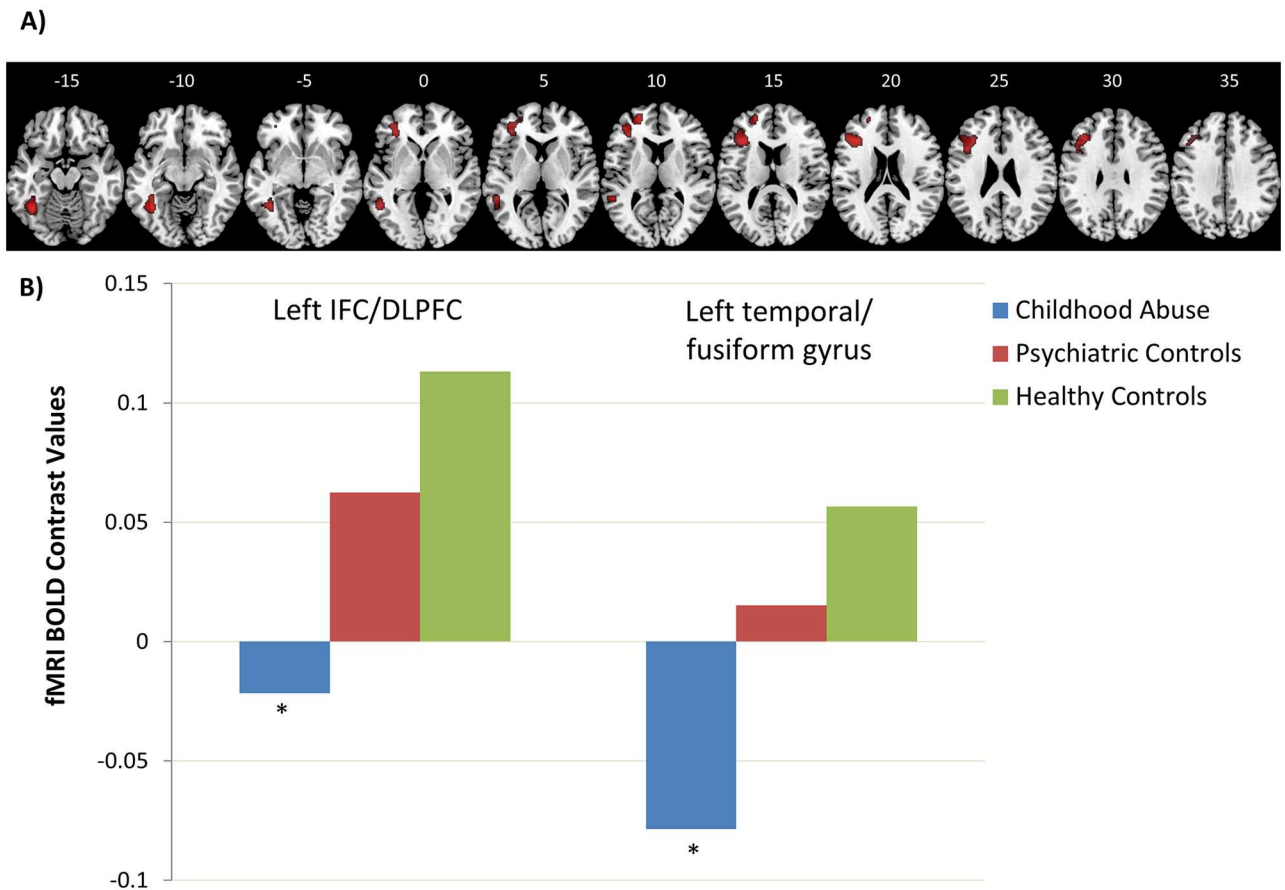 A)
-15 -10 -5 0 5 10 15 20 25 30 35
B)
0.15
0.1
0.05
0
-0.05
-0.1
fMRI BOLD Contrast Values
Left IFC/DLPFC
*
Left temporal/
fusiform gyrus
*
Childhood Abuse
Psychiatric Controls
Healthy Controls